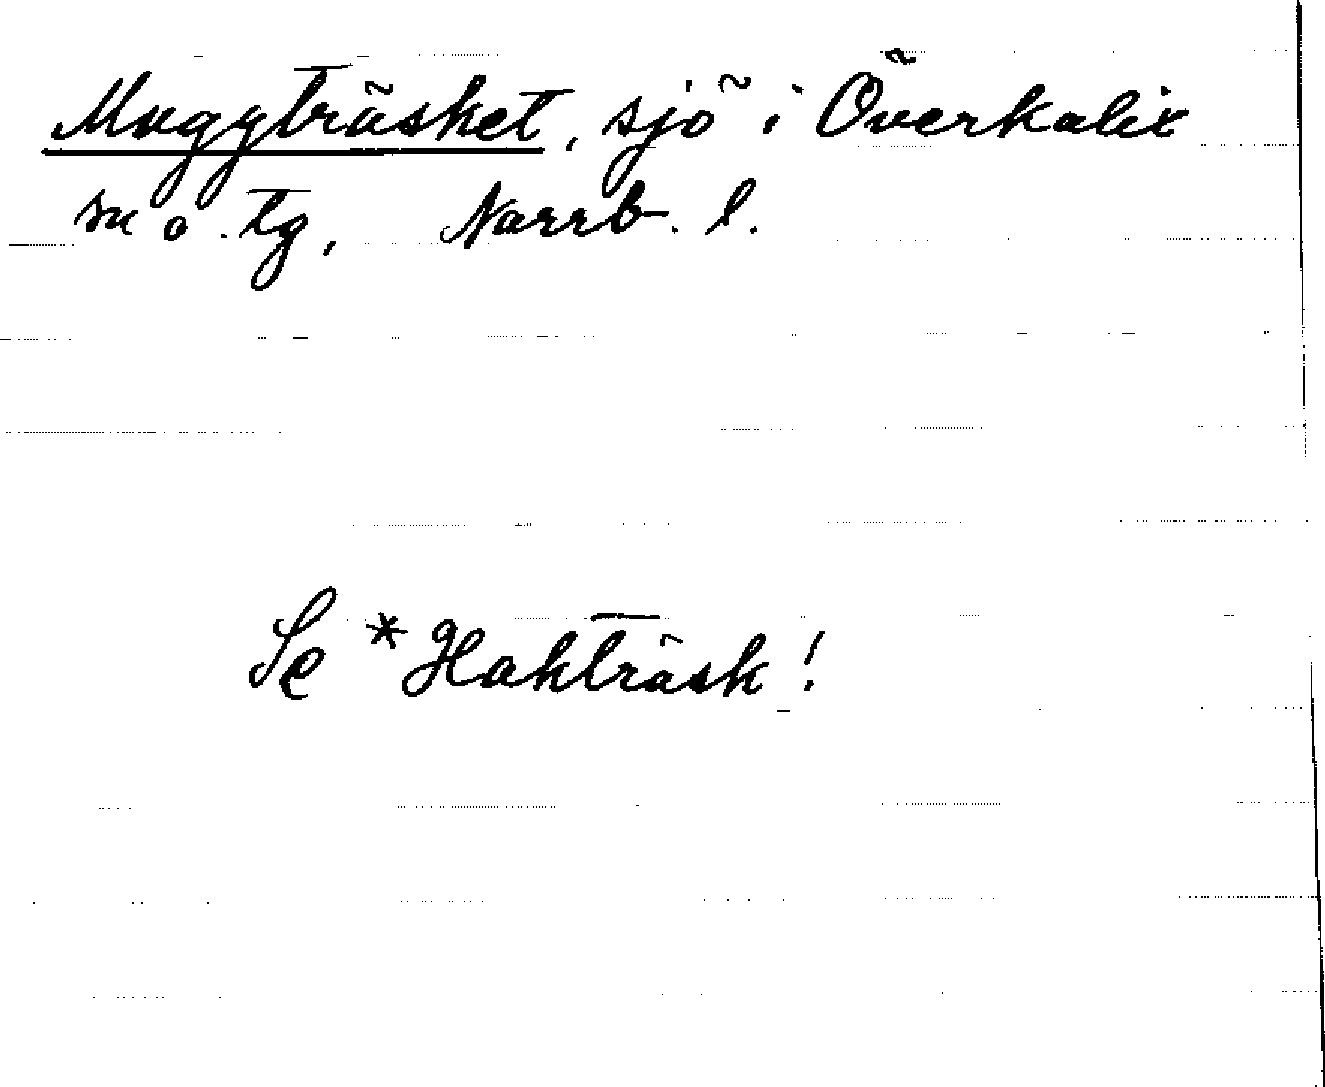 Muggträsket, sjö i Överkalix
sn o. tg, Norrb. l.
Se *Hakträsk!